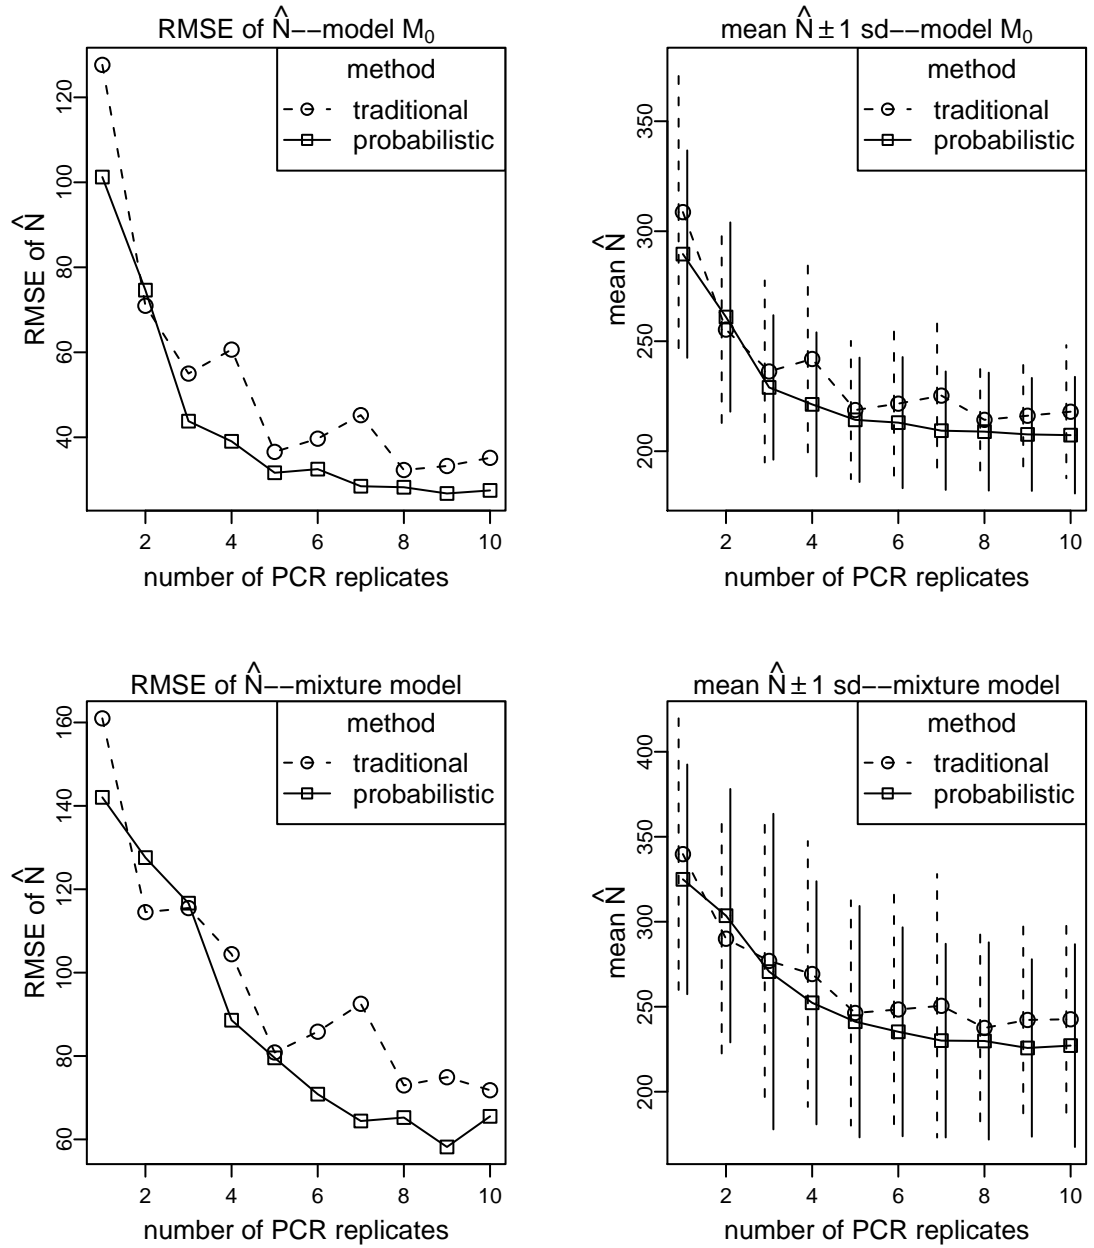 RMSE of N̂−−model M₀
method
traditional
probabilistic
RMSE of N̂
40
60
80
100
120
2 4 6 8 10
number of PCR replicates
mean N̂ ± 1 sd−−model M₀
method
traditional
probabilistic
mean N̂
200
250
300
350
2 4 6 8 10
number of PCR replicates
RMSE of N̂−−mixture model
method
traditional
probabilistic
RMSE of N̂
60
80
100
120
140
160
2 4 6 8 10
number of PCR replicates
mean N̂ ± 1 sd−−mixture model
method
traditional
probabilistic
mean N̂
200
250
300
350
400
2 4 6 8 10
number of PCR replicates